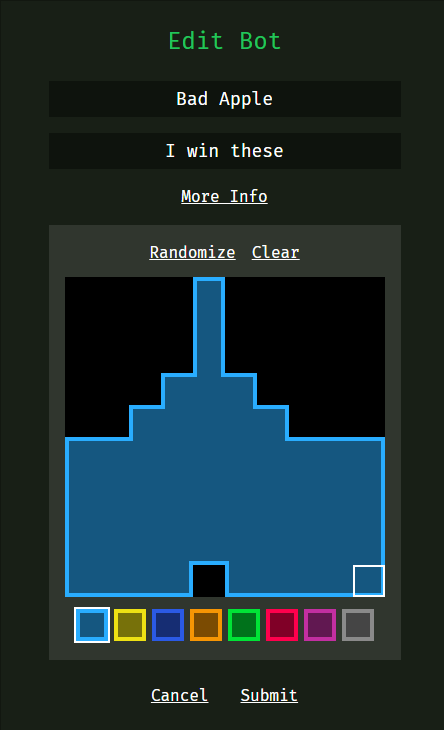 Edit Bot
Bad Apple
I win these
More Info
Randomize Clear
Cancel Submit